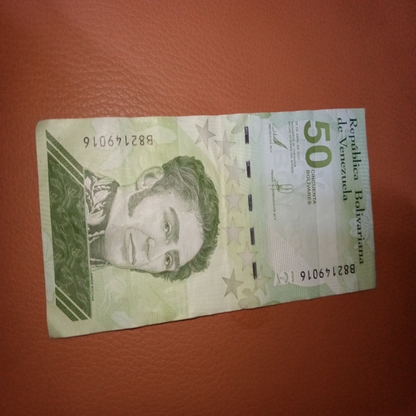 República Bolivariana
de Venezuela
50
CINCUENTA
BOLÍVARES
B82149016
B82149016